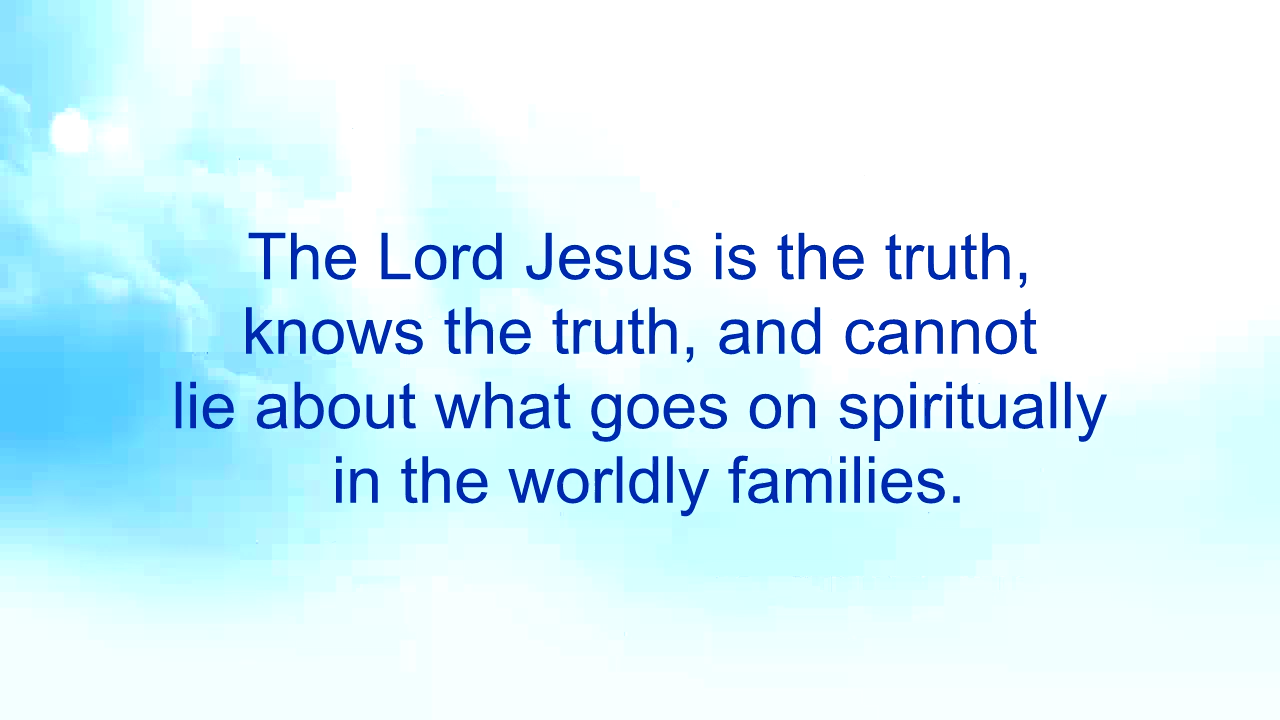 The Lord Jesus is the truth,
knows the truth, and cannot
lie about what goes on spiritually
in the worldly families.